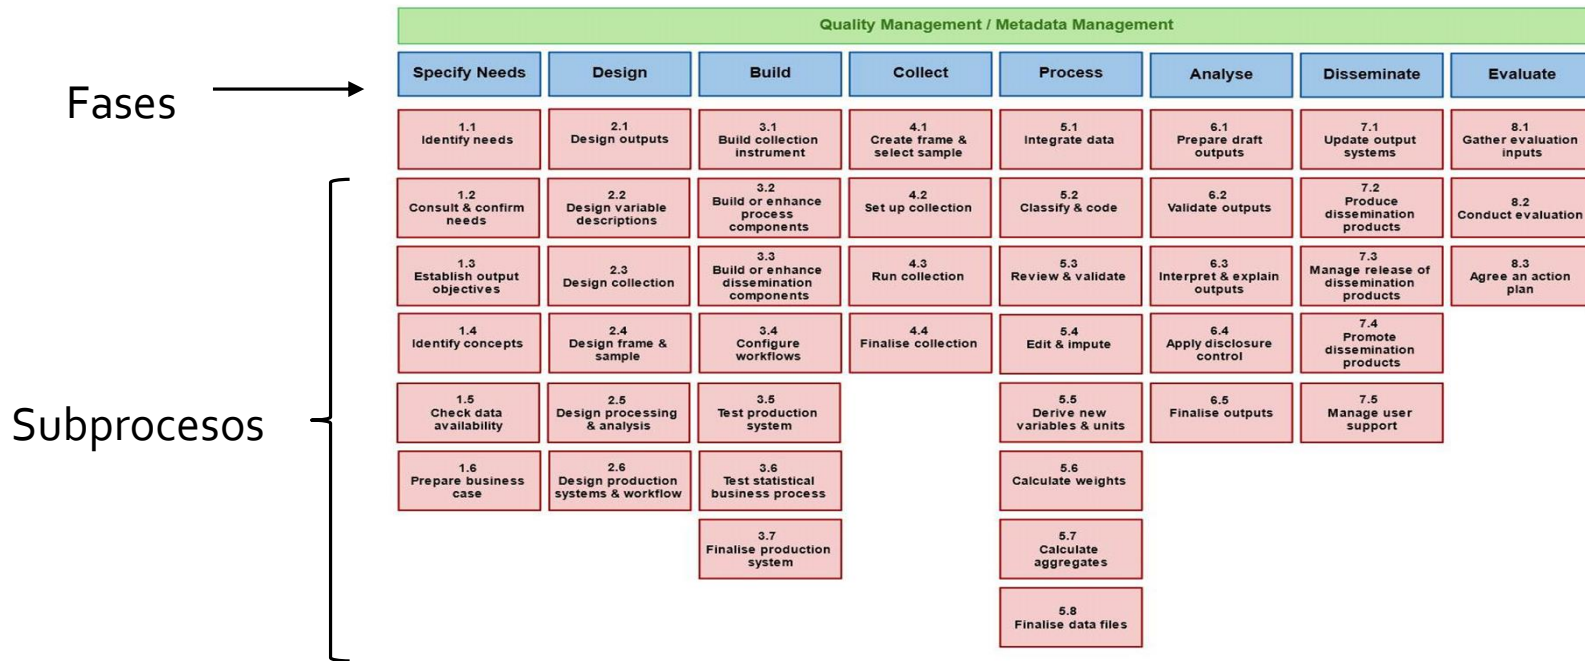 Quality Management / Metadata Management
Fases
Specify Needs
Design
Build
Collect
Process
Analyse
Disseminate
Evaluate
1.1
Identify needs
2.1
Design outputs
3.1
Build collection
instrument
4.1
Create frame &
select sample
5.1
Integrate data
6.1
Prepare draft
outputs
7.1
Update output
systems
8.1
Gather evaluation
inputs
Subprocesos
1.2
Consult & confirm
needs
2.2
Design variable
descriptions
3.2
Build or enhance
process
components
4.2
Set up collection
5.2
Classify & code
6.2
Validate outputs
7.2
Produce
dissemination
products
8.2
Conduct evaluation
1.3
Establish output
objectives
2.3
Design collection
3.3
Build or enhance
dissemination
components
4.3
Run collection
5.3
Review & validate
6.3
Interpret & explain
outputs
7.3
Manage release of
dissemination
products
8.3
Agree an action
plan
1.4
Identify concepts
2.4
Design frame &
sample
3.4
Configure
workflows
4.4
Finalise collection
5.4
Edit & impute
6.4
Apply disclosure
control
7.4
Promote
dissemination
products
1.5
Check data
availability
2.5
Design processing
& analysis
3.5
Test production
system
5.5
Derive new
variables & units
6.5
Finalise outputs
7.5
Manage user
support
1.6
Prepare business
case
2.6
Design production
systems & workflow
3.6
Test statistical
business process
5.6
Calculate weights
3.7
Finalise production
system
5.7
Calculate
aggregates
5.8
Finalise data files